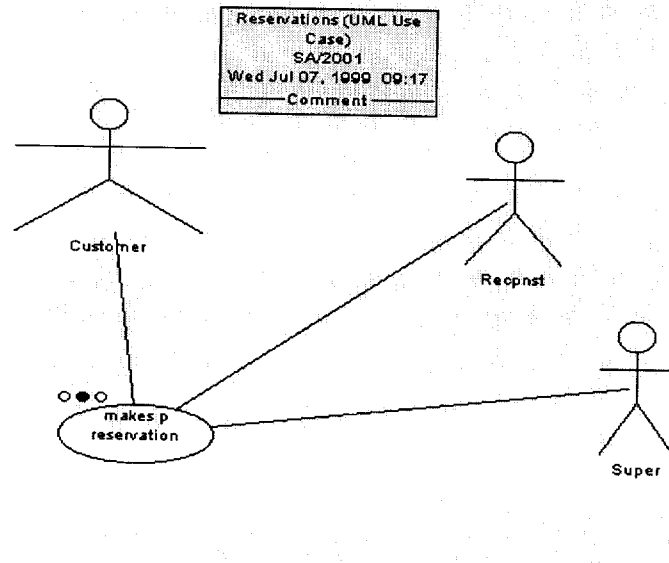 Reservations (UML Use
Case)
SA/2001
Wed Jul 07, 1999 09:17
Comment
Customer
Recpnst
makes p
reservation
Super